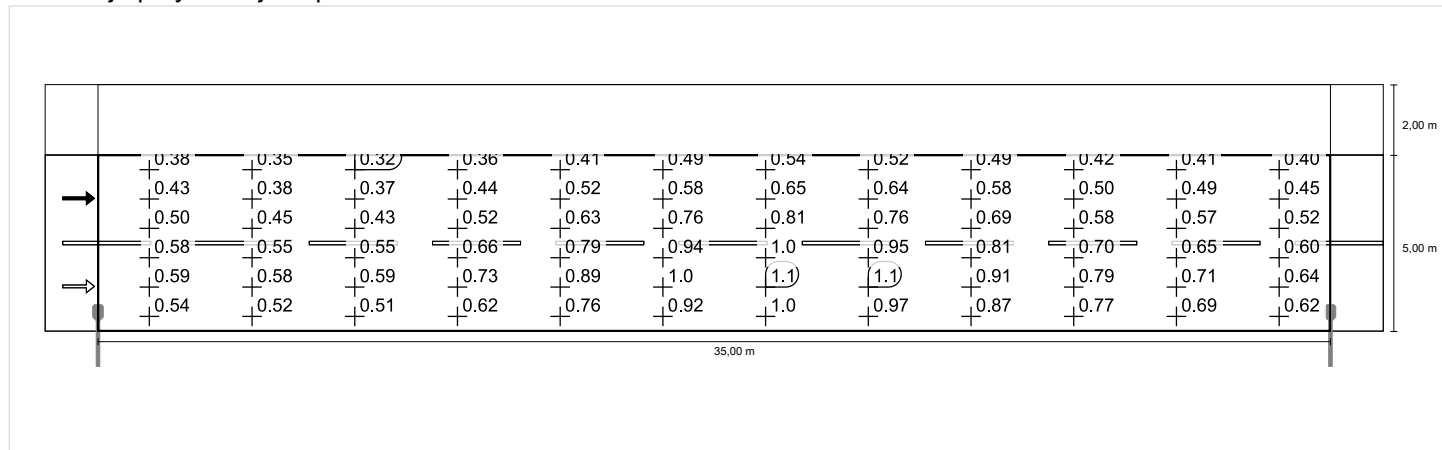 2,00 m
0.38 0.35 0.32 0.36 0.41 0.49 0.54 0.52 0.49 0.42 0.41 0.40
0.43 0.38 0.37 0.44 0.52 0.58 0.65 0.64 0.58 0.50 0.49 0.45
0.50 0.45 0.43 0.52 0.63 0.76 0.81 0.76 0.69 0.58 0.57 0.52
0.58 0.55 0.55 0.66 0.79 0.94 1.0 0.95 0.81 0.70 0.65 0.60
5,00 m
0.59 0.58 0.59 0.73 0.89 1.0 1.1 1.1 0.91 0.79 0.71 0.64
0.54 0.52 0.51 0.62 0.76 0.92 1.0 0.97 0.87 0.77 0.69 0.62
35,00 m